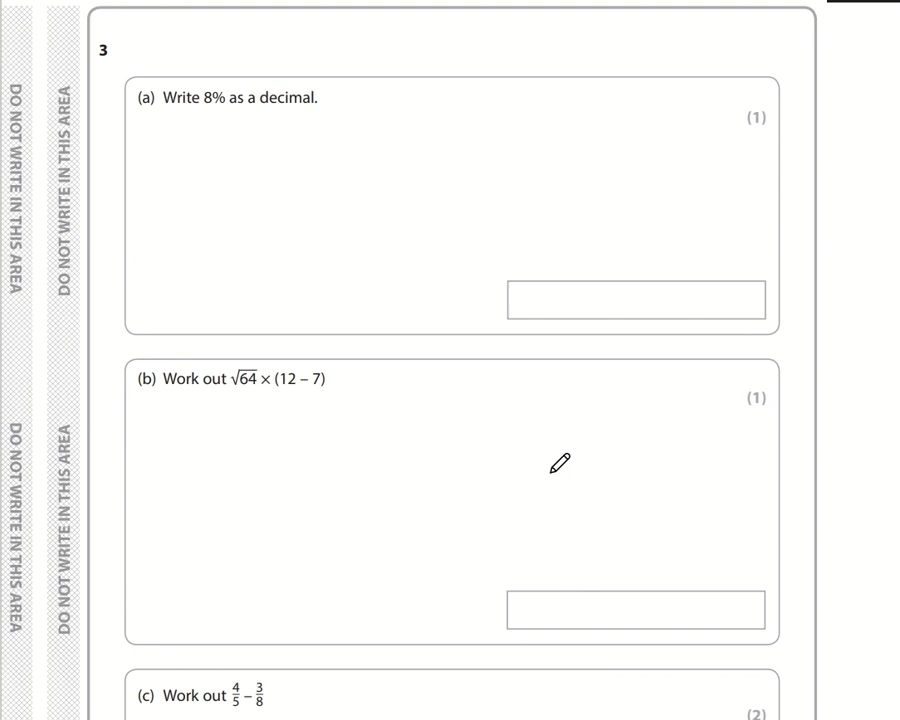 3
(a) Write 8% as a decimal.
(1)
(b) Work out √64 × (12 – 7)
(1)
(c) Work out 4/5 – 3/8
(2)
DO NOT WRITE IN THIS AREA
DO NOT WRITE IN THIS AREA
DO NOT WRITE IN THIS AREA
DO NOT WRITE IN THIS AREA